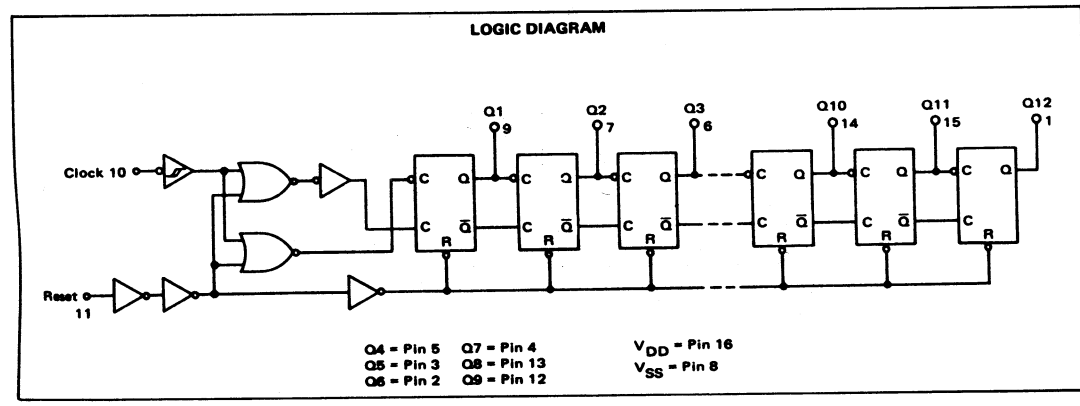 LOGIC DIAGRAM
Q1 Q2 Q3 Q10 Q11 Q12
9 7 6 14 15 1
Clock 10
C Q C Q C Q C Q C Q C Q
C Q̅ C Q̅ C Q̅ C Q̅ C Q̅ C
R R R R R R
Reset
11
Q4 = Pin 5 Q7 = Pin 4 VDD = Pin 16
Q5 = Pin 3 Q8 = Pin 13 VSS = Pin 8
Q6 = Pin 2 Q9 = Pin 12